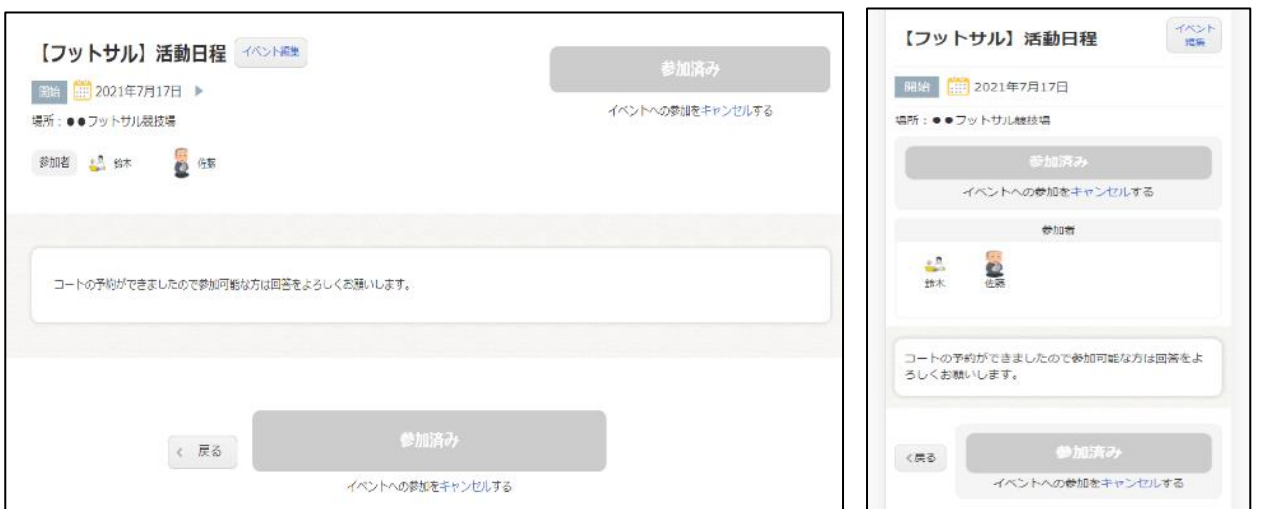 【フットサル】活動日程 イベント編集
開始 2021年7月17日 ▶
場所：●●フットサル競技場
参加者 鈴木 佐藤
参加済み
イベントへの参加をキャンセルする
コートの予約ができましたので参加可能な方は回答をよろしくお願いします。
< 戻る
参加済み
イベントへの参加をキャンセルする
【フットサル】活動日程
イベント
編集
開始 2021年7月17日
場所：●●フットサル競技場
参加済み
イベントへの参加をキャンセルする
参加者
鈴木 佐藤
コートの予約ができましたので参加可能な方は回答をよ
ろしくお願いします。
<戻る
参加済み
イベントへの参加をキャンセルする